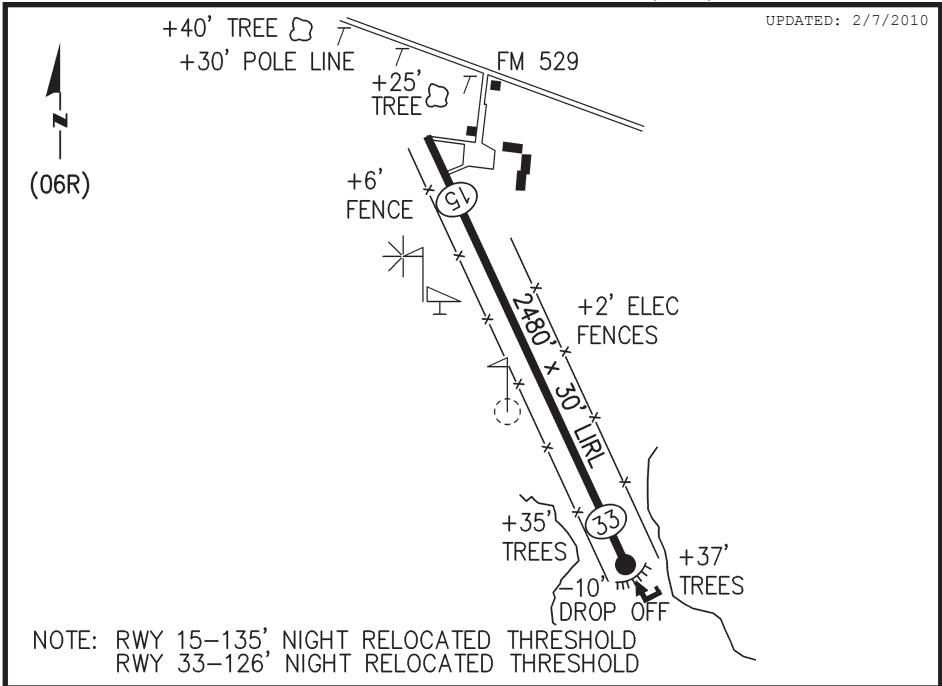 UPDATED: 2/7/2010
+40' TREE
+30' POLE LINE
FM 529
+25'
TREE
N
(06R)
+6'
FENCE
15
+2' ELEC
FENCES
2480' x 30' LIRL
33
+35'
TREES
+37'
TREES
-10'
DROP OFF
NOTE: RWY 15-135' NIGHT RELOCATED THRESHOLD
RWY 33-126' NIGHT RELOCATED THRESHOLD